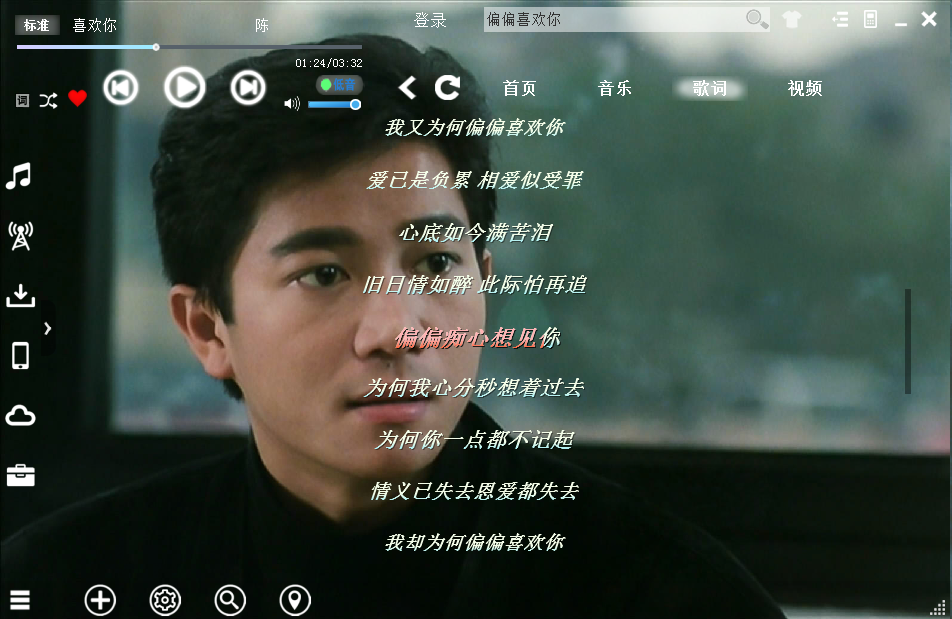 标准 喜欢你 陈
登录 偏偏喜欢你
01:24/03:32
词 低音
首页 音乐 歌词 视频
我又为何偏偏喜欢你
爱已是负累 相爱似受罪
心底如今满苦泪
旧日情如醉 此际怕再追
偏偏痴心想见你
为何我心分秒想着过去
为何你一点都不记起
情义已失去恩爱都失去
我却为何偏偏喜欢你